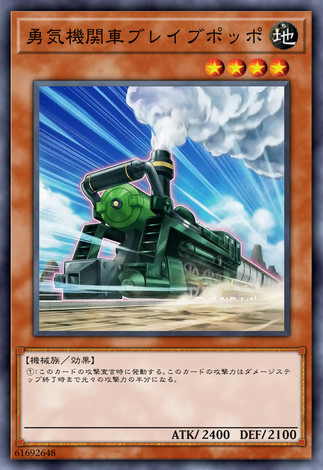 勇気機関車ブレイブポッポ
地
【機械族／効果】
①：このカードの攻撃宣言時に発動する。このカードの攻撃力はダメージステ
ップ終了時まで元々の攻撃力の半分になる。
ATK/ 2400 DEF/2100
61692648